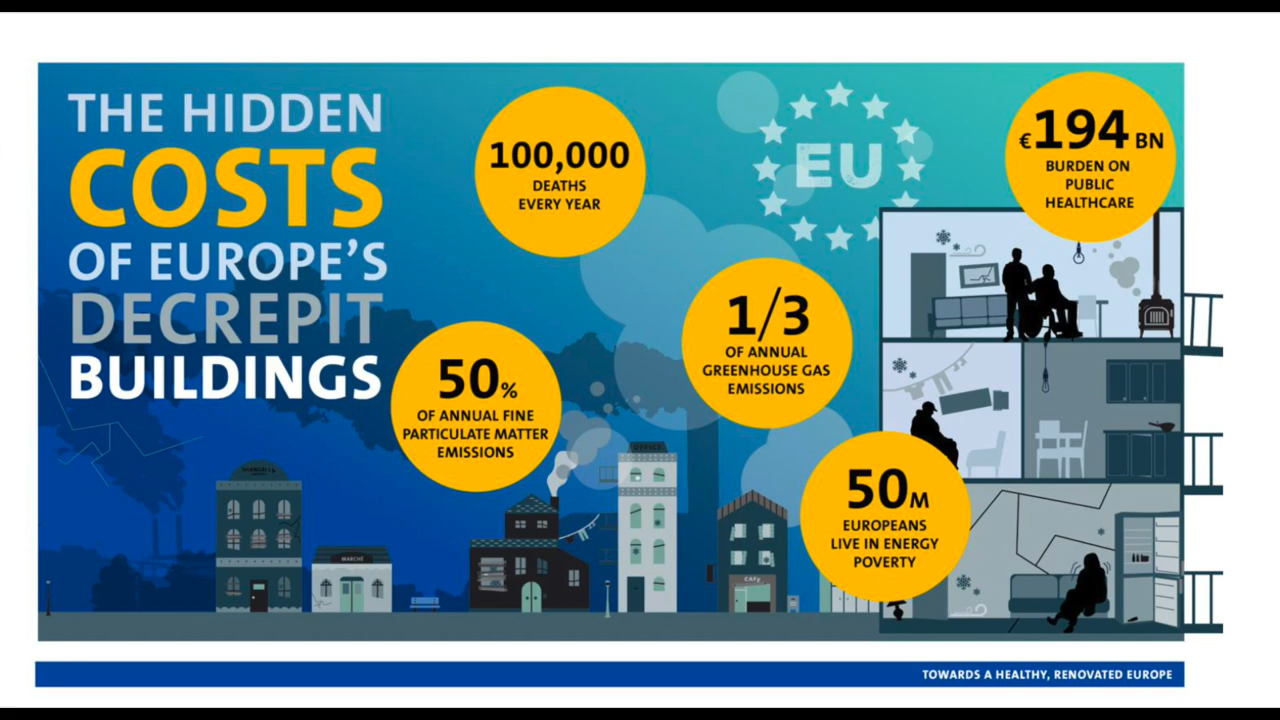 THE HIDDEN
COSTS
OF EUROPE'S
DECREPIT
BUILDINGS
100,000
DEATHS
EVERY YEAR
EU
€194 BN
BURDEN ON
PUBLIC
HEALTHCARE
1/3
OF ANNUAL
GREENHOUSE GAS
EMISSIONS
50%
OF ANNUAL FINE
PARTICULATE MATTER
EMISSIONS
50M
EUROPEANS
LIVE IN ENERGY
POVERTY
OFFICE
MARCHÉ
CAFé
TOWARDS A HEALTHY, RENOVATED EUROPE